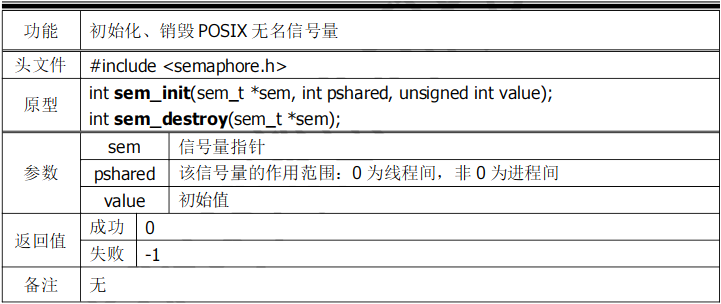 功能 初始化、销毁 POSIX 无名信号量
头文件 #include <semaphore.h>
原型 int sem_init(sem_t *sem, int pshared, unsigned int value);
int sem_destroy(sem_t *sem);
参数 sem 信号量指针
pshared 该信号量的作用范围：0 为线程间，非 0 为进程间
value 初始值
返回值 成功 0
失败 -1
备注 无